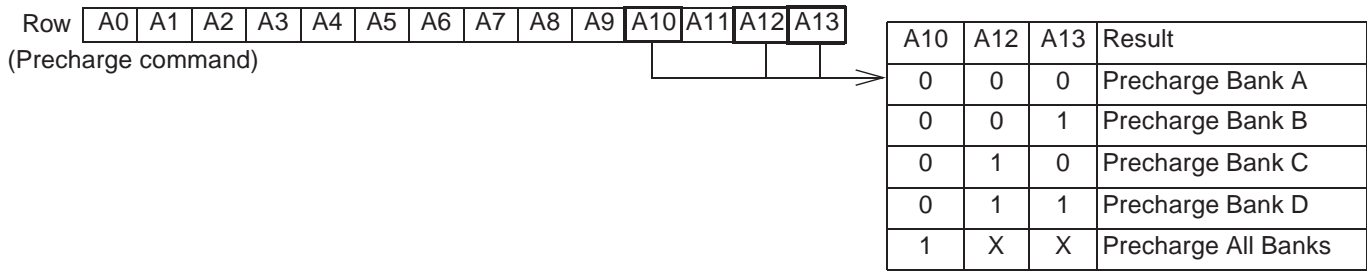 Row A0 A1 A2 A3 A4 A5 A6 A7 A8 A9 A10 A11 A12 A13
(Precharge command)
A10 A12 A13 Result
0 0 0 Precharge Bank A
0 0 1 Precharge Bank B
0 1 0 Precharge Bank C
0 1 1 Precharge Bank D
1 X X Precharge All Banks